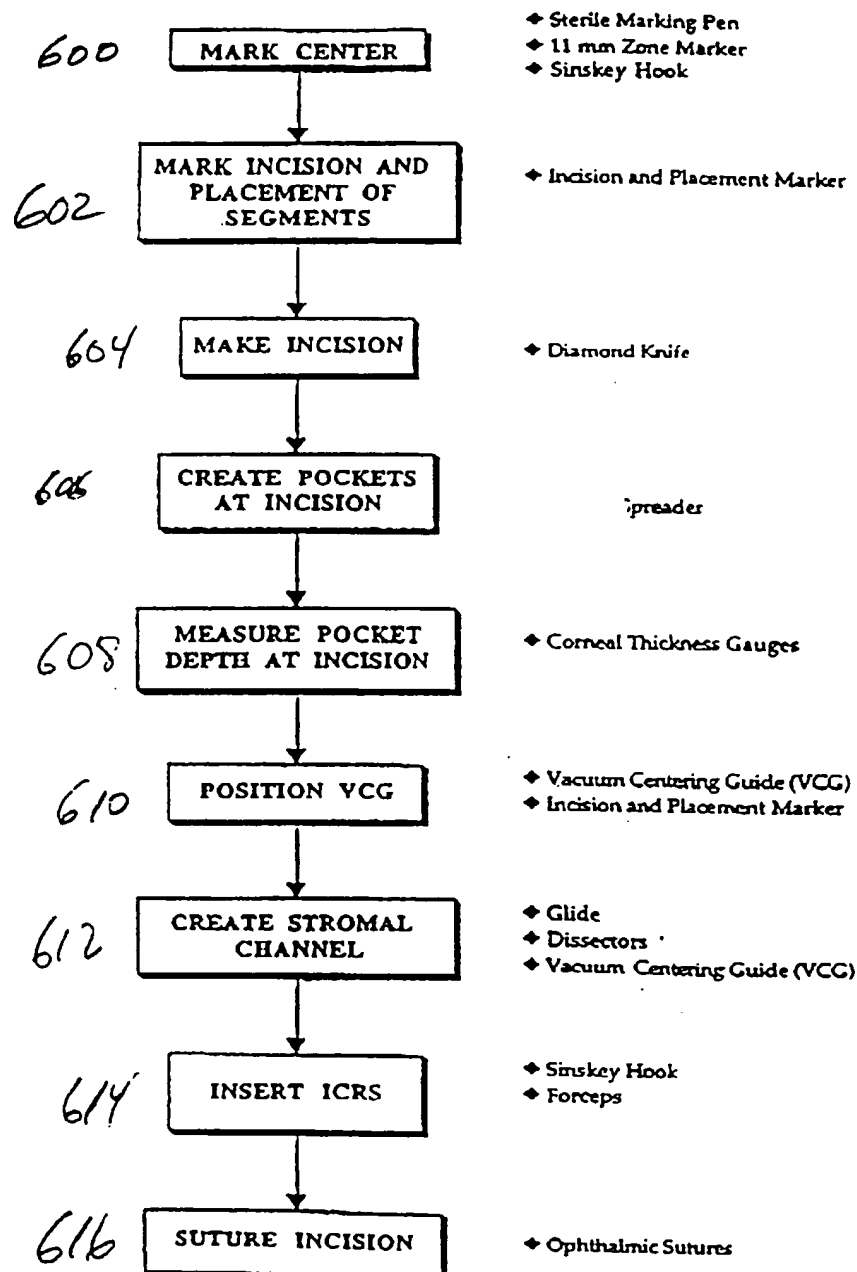 600
MARK CENTER
◆ Sterile Marking Pen
◆ 11 mm Zone Marker
◆ Sinskey Hook
602
MARK INCISION AND
PLACEMENT OF
SEGMENTS
◆ Incision and Placement Marker
604
MAKE INCISION
◆ Diamond Knife
606
CREATE POCKETS
AT INCISION
preader
608
MEASURE POCKET
DEPTH AT INCISION
◆ Corneal Thickness Gauges
610
POSITION VCG
◆ Vacuum Centering Guide (VCG)
◆ Incision and Placement Marker
612
CREATE STROMAL
CHANNEL
◆ Glide
◆ Dissectors
◆ Vacuum Centering Guide (VCG)
614
INSERT ICRS
◆ Sinskey Hook
◆ Forceps
616
SUTURE INCISION
◆ Ophthalmic Sutures